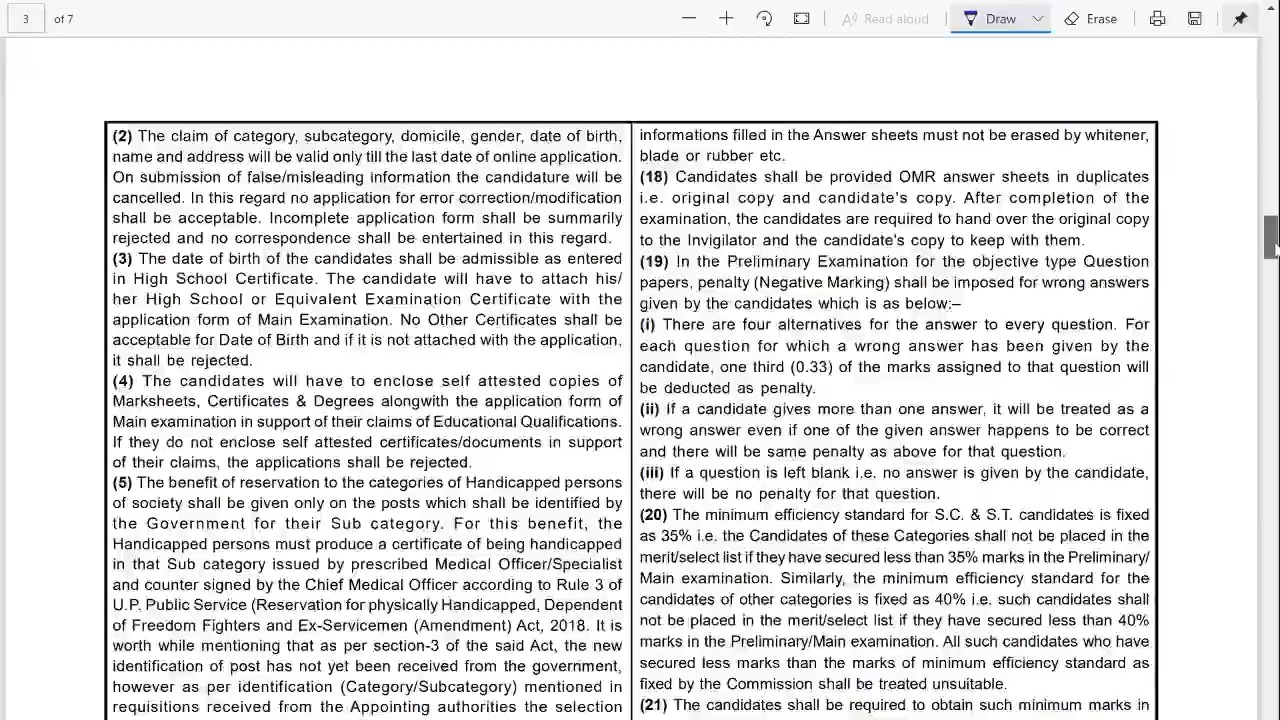 3 of 7
Read aloud
Draw
Erase
(2) The claim of category, subcategory, domicile, gender, date of birth,
name and address will be valid only till the last date of online application.
On submission of false/misleading information the candidature will be
cancelled. In this regard no application for error correction/modification
shall be acceptable. Incomplete application form shall be summarily
rejected and no correspondence shall be entertained in this regard.
(3) The date of birth of the candidates shall be admissible as entered
in High School Certificate. The candidate will have to attach his/
her High School or Equivalent Examination Certificate with the
application form of Main Examination. No Other Certificates shall be
acceptable for Date of Birth and if it is not attached with the application,
it shall be rejected.
(4) The candidates will have to enclose self attested copies of
Marksheets, Certificates & Degrees alongwith the application form of
Main examination in support of their claims of Educational Qualifications.
If they do not enclose self attested certificates/documents in support
of their claims, the applications shall be rejected.
(5) The benefit of reservation to the categories of Handicapped persons
of society shall be given only on the posts which shall be identified by
the Government for their Sub category. For this benefit, the
Handicapped persons must produce a certificate of being handicapped
in that Sub category issued by prescribed Medical Officer/Specialist
and counter signed by the Chief Medical Officer according to Rule 3 of
U.P. Public Service (Reservation for physically Handicapped, Dependent
of Freedom Fighters and Ex-Servicemen (Amendment) Act, 2018. It is
worth while mentioning that as per section-3 of the said Act, the new
identification of post has not yet been received from the government,
however as per identification (Category/Subcategory) mentioned in
requisitions received from the Appointing authorities the selection
informations filled in the Answer sheets must not be erased by whitener,
blade or rubber etc.
(18) Candidates shall be provided OMR answer sheets in duplicates
i.e. original copy and candidate's copy. After completion of the
examination, the candidates are required to hand over the original copy
to the Invigilator and the candidate's copy to keep with them.
(19) In the Preliminary Examination for the objective type Question
papers, penalty (Negative Marking) shall be imposed for wrong answers
given by the candidates which is as below:–
(i) There are four alternatives for the answer to every question. For
each question for which a wrong answer has been given by the
candidate, one third (0.33) of the marks assigned to that question will
be deducted as penalty.
(ii) If a candidate gives more than one answer, it will be treated as a
wrong answer even if one of the given answer happens to be correct
and there will be same penalty as above for that question.
(iii) If a question is left blank i.e. no answer is given by the candidate,
there will be no penalty for that question.
(20) The minimum efficiency standard for S.C. & S.T. candidates is fixed
as 35% i.e. the Candidates of these Categories shall not be placed in the
merit/select list if they have secured less than 35% marks in the Preliminary/
Main examination. Similarly, the minimum efficiency standard for the
candidates of other categories is fixed as 40% i.e. such candidates shall
not be placed in the merit/select list if they have secured less than 40%
marks in the Preliminary/Main examination. All such candidates who have
secured less marks than the marks of minimum efficiency standard as
fixed by the Commission shall be treated unsuitable.
(21) The candidates shall be required to obtain such minimum marks in